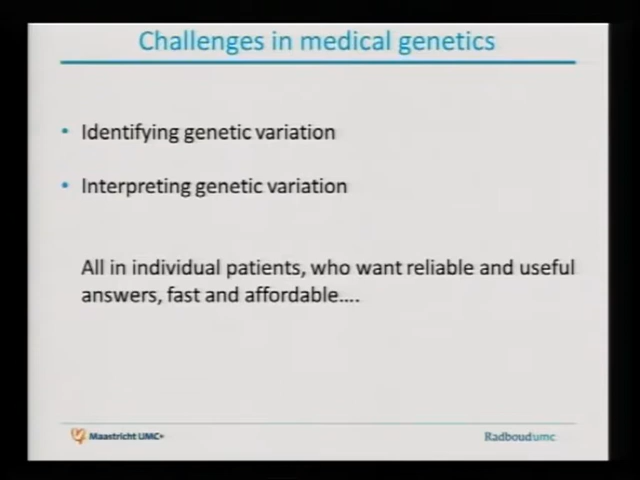 Challenges in medical genetics
• Identifying genetic variation
• Interpreting genetic variation
All in individual patients, who want reliable and useful
answers, fast and affordable….
Maastricht UMC+
Radboudumc